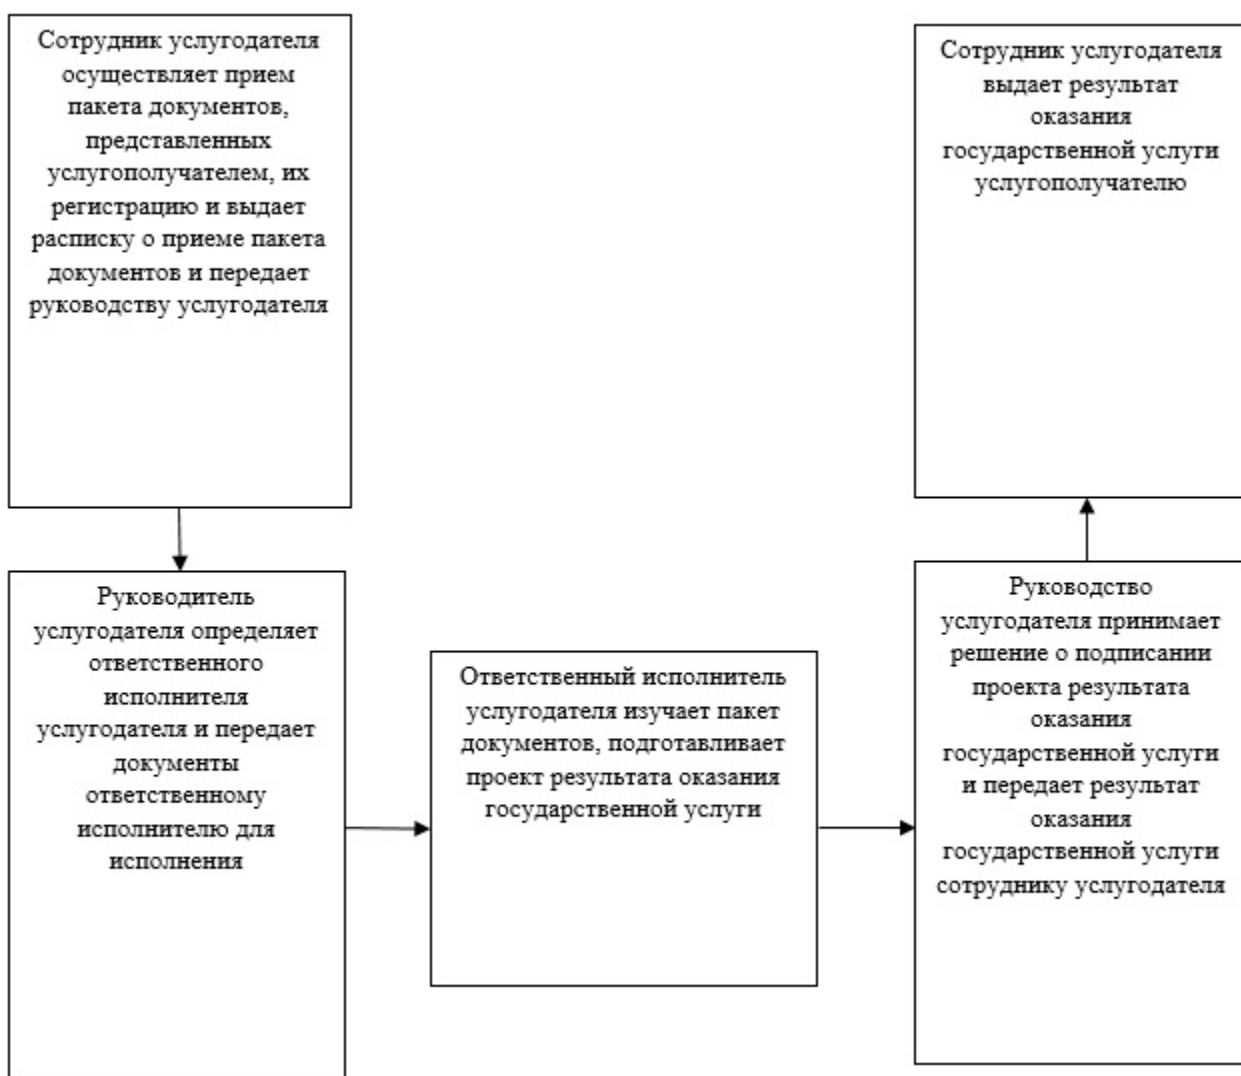 Сотрудник услугодателя
осуществляет прием
пакета документов,
представленных
услугополучателем, их
регистрацию и выдает
расписку о приеме пакета
документов и передает
руководству услугодателя
Руководитель
услугодателя определяет
ответственного
исполнителя
услугодателя и передает
документы
ответственному
исполнителю для
исполнения
Ответственный исполнитель
услугодателя изучает пакет
документов, подготавливает
проект результата оказания
государственной услуги
Руководство
услугодателя принимает
решение о подписании
проекта результата
оказания
государственной услуги
и передает результат
оказания
государственной услуги
сотруднику услугодателя
Сотрудник услугодателя
выдает результат
оказания
государственной услуги
услугополучателю